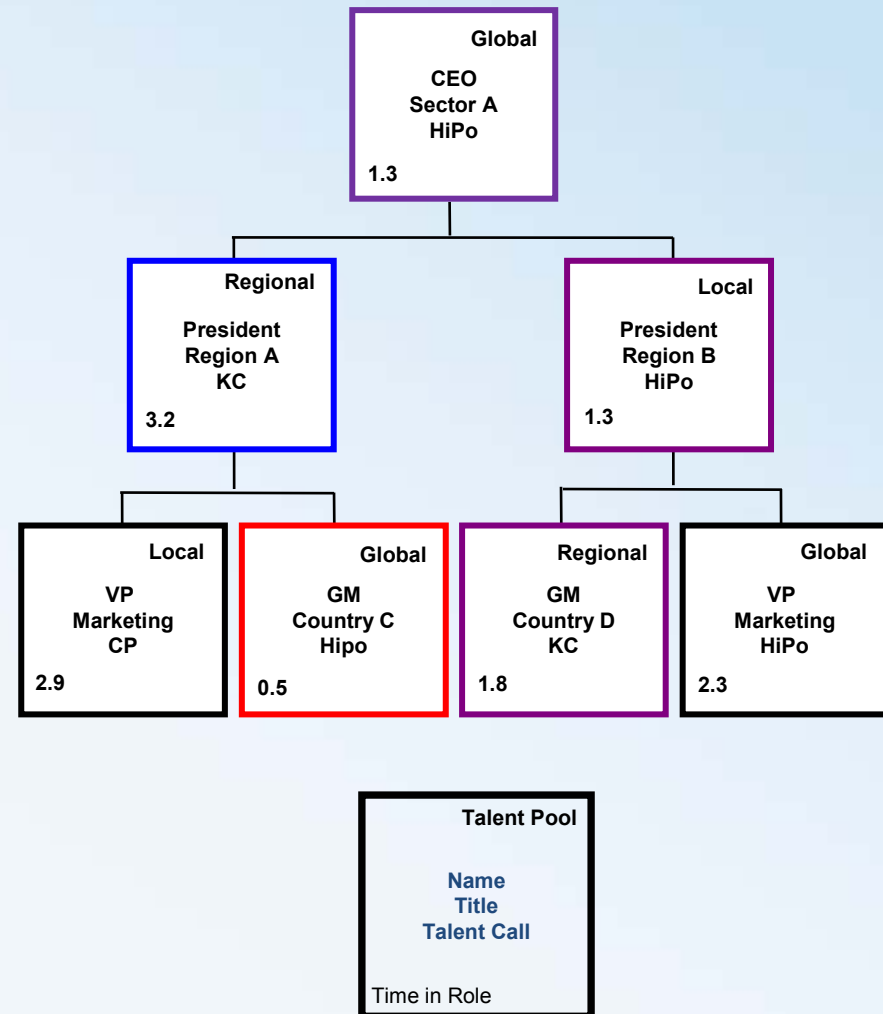 Global
CEO
Sector A
HiPo
1.3
Regional
President
Region A
KC
3.2
Local
President
Region B
HiPo
1.3
Local
VP
Marketing
CP
2.9
Global
GM
Country C
Hipo
0.5
Regional
GM
Country D
KC
1.8
Global
VP
Marketing
HiPo
2.3
Talent Pool
Name
Title
Talent Call
Time in Role